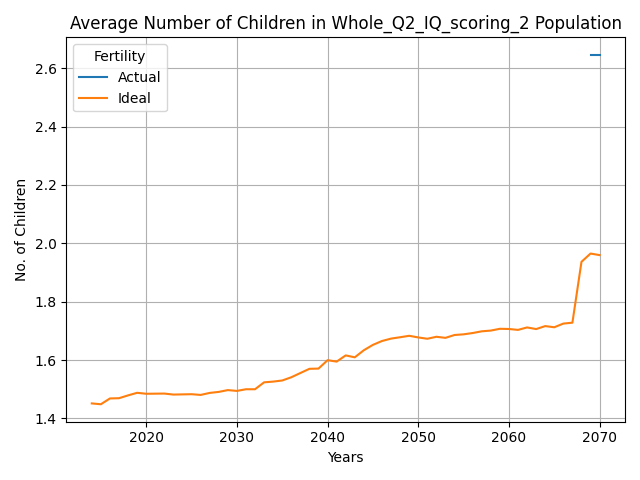 Average Number of Children in Whole_Q2_IQ_scoring_2 Population
Fertility
Actual
Ideal
No. of Children
2.6
2.4
2.2
2.0
1.8
1.6
1.4
2020
2030
2040
2050
2060
2070
Years